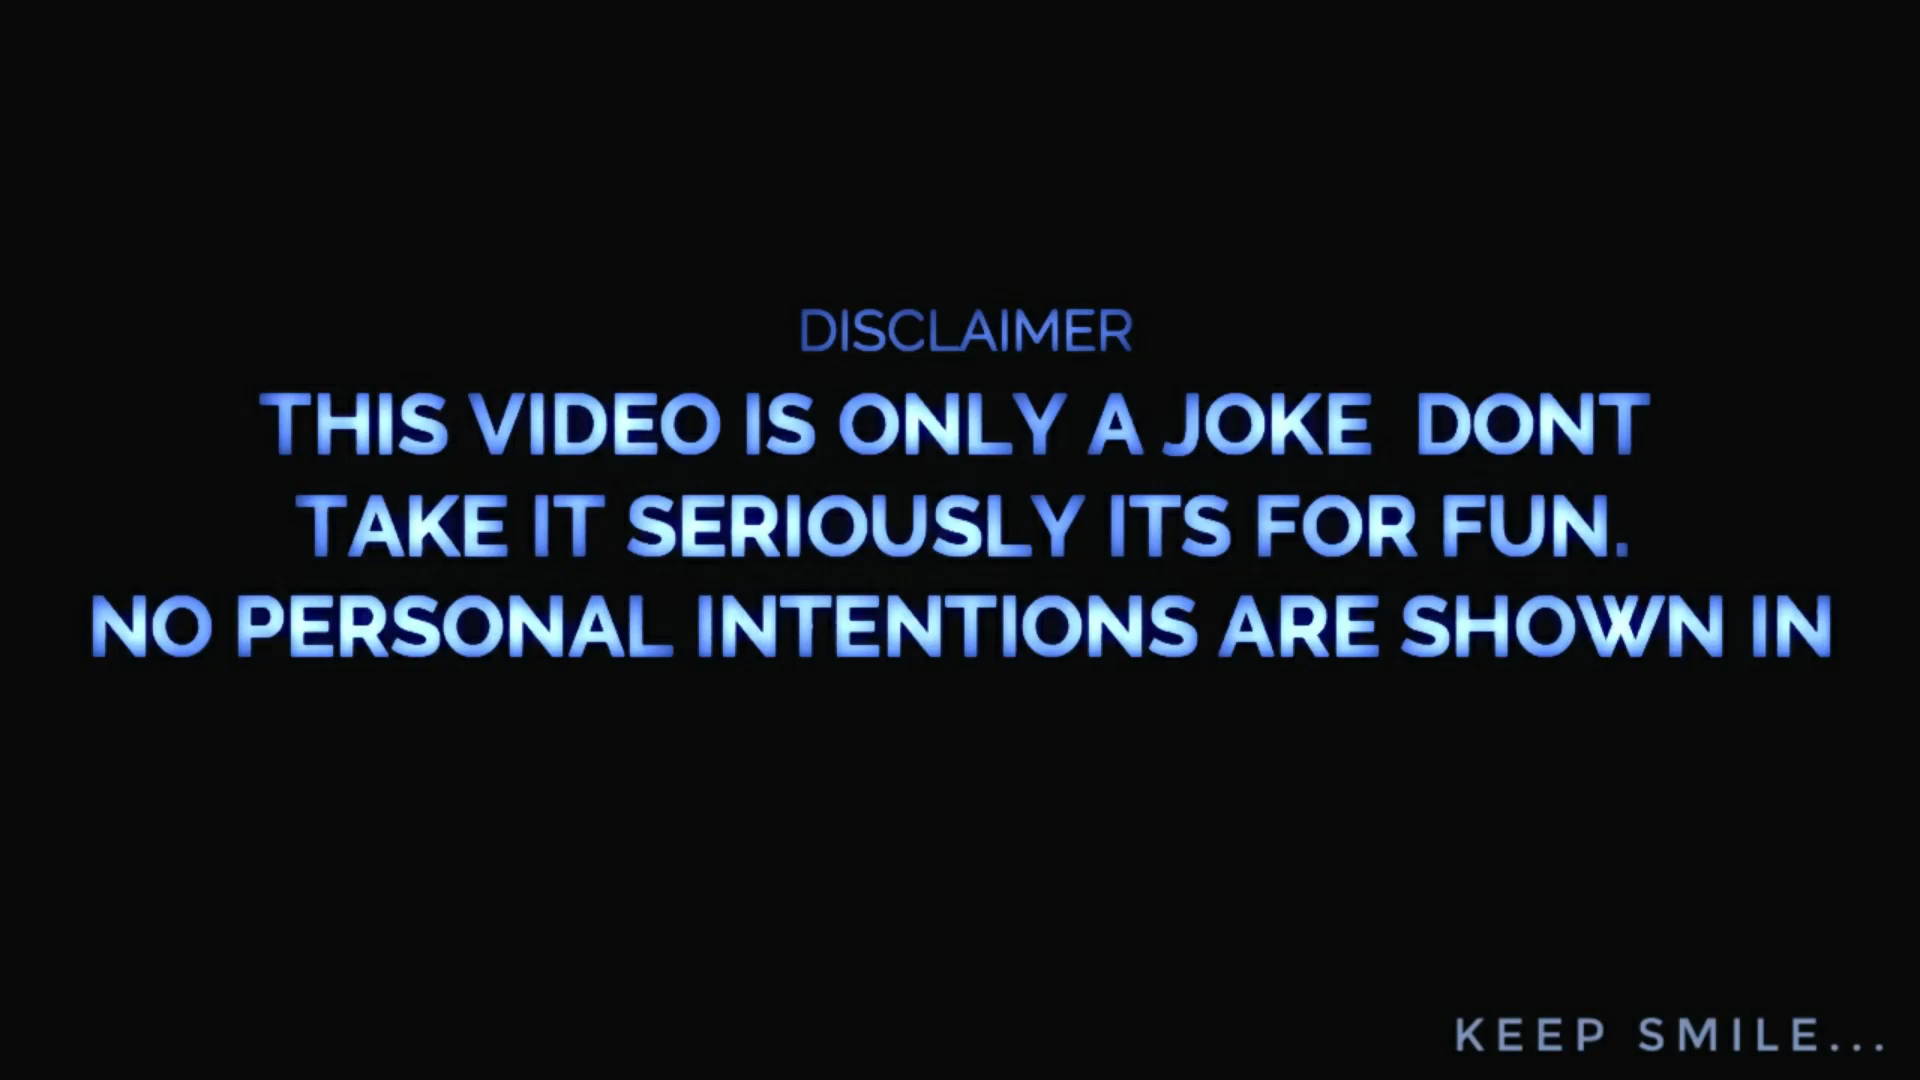 DISCLAIMER
THIS VIDEO IS ONLY A JOKE  DONT
TAKE IT SERIOUSLY ITS FOR FUN.
NO PERSONAL INTENTIONS ARE SHOWN IN
KEEP SMILE...